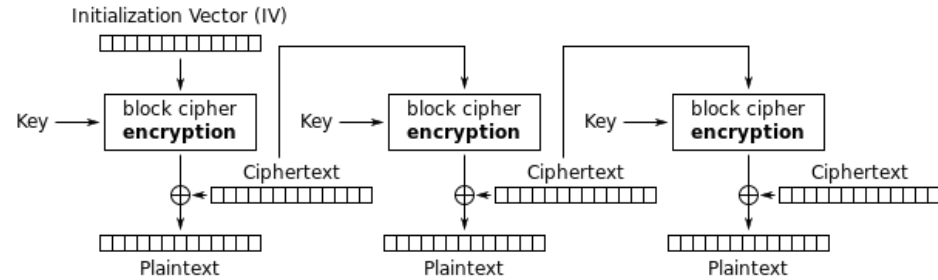 Initialization Vector (IV)
Key
block cipher
encryption
Ciphertext
Plaintext
Key
block cipher
encryption
Ciphertext
Plaintext
Key
block cipher
encryption
Ciphertext
Plaintext